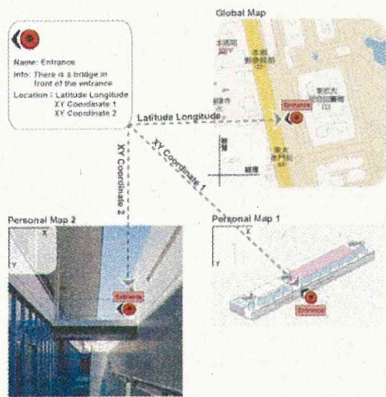 Global Map
Name: Entrance
Info: There is a bridge in
front of the entrance
Location : Latitude Longitude
XY Coordinate 1
XY Coordinate 2
Latitude Longitude
Entrance
XY Coordinate 1
XY Coordinate 2
Personal Map 2
X
Y
Entrance
Personal Map 1
X
Y
Entrance